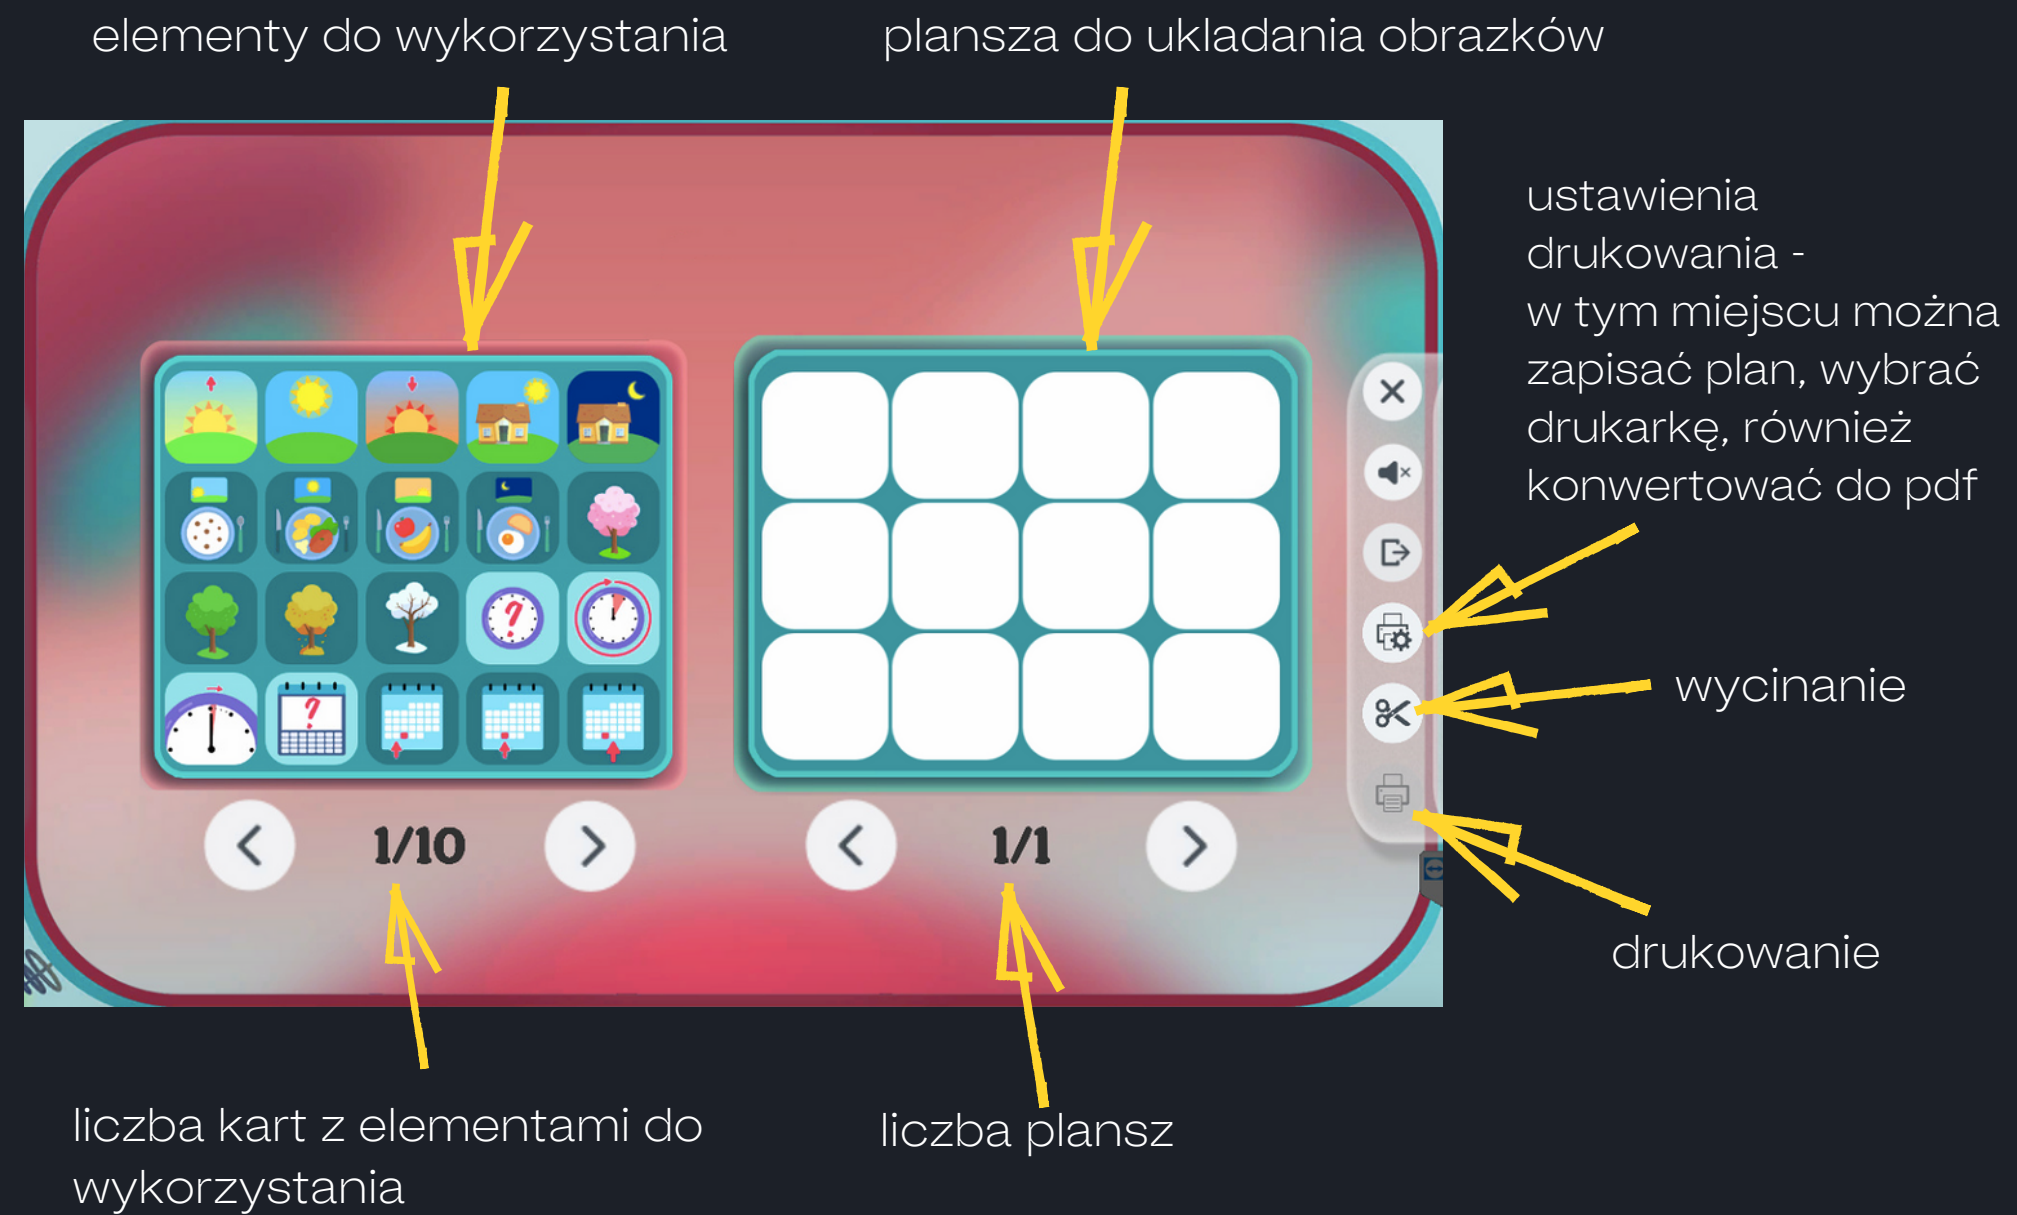 elementy do wykorzystania
plansza do ukladania obrazków
ustawienia
drukowania -
w tym miejscu można
zapisać plan, wybrać
drukarkę, również
konwertować do pdf
?
?
wycinanie
1/10
1/1
drukowanie
liczba kart z elementami do
wykorzystania
liczba plansz